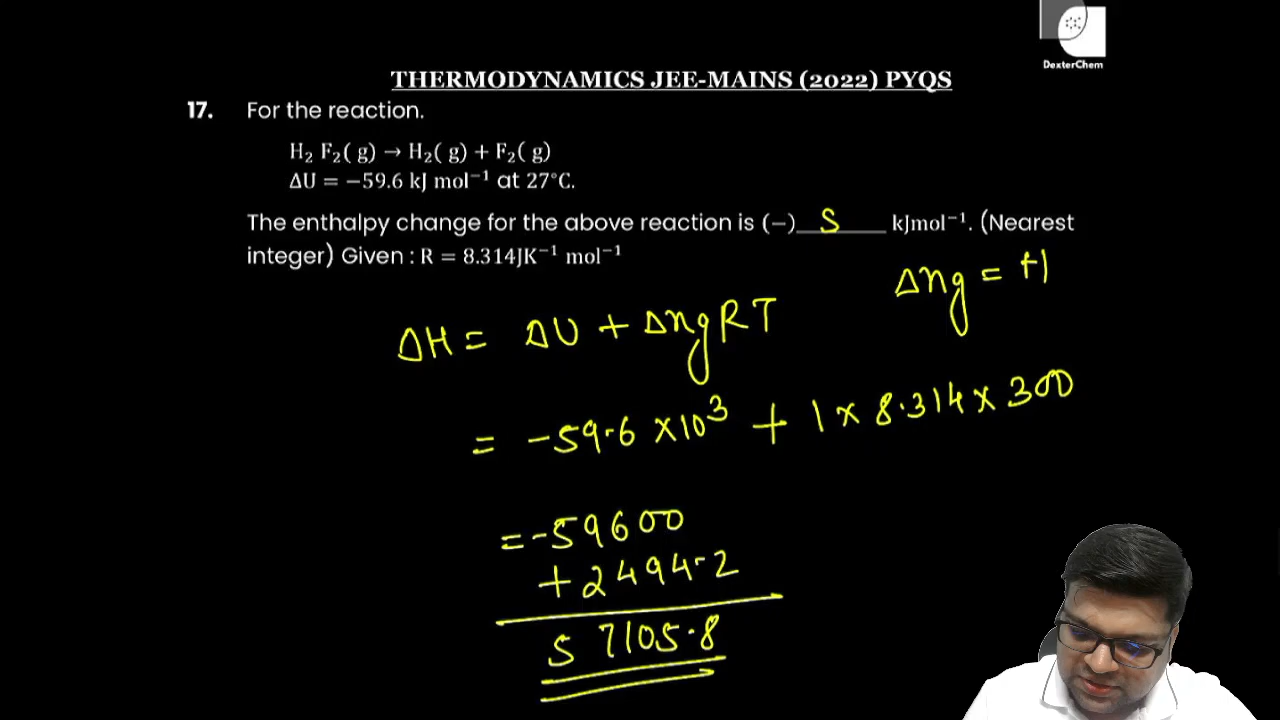 DexterChem
THERMODYNAMICS JEE-MAINS (2022) PYQS
17. For the reaction.
H₂ F₂( g) → H₂( g) + F₂( g)
ΔU = −59.6 kJ mol⁻¹ at 27°C.
The enthalpy change for the above reaction is (−) 5 kJmol⁻¹. (Nearest
integer) Given : R = 8.314JK⁻¹ mol⁻¹
Δng = +1
ΔH = ΔU + ΔngRT
= -59.6 ×10³ + 1 × 8.314 × 300
= -59600
+ 2494.2
57105.8